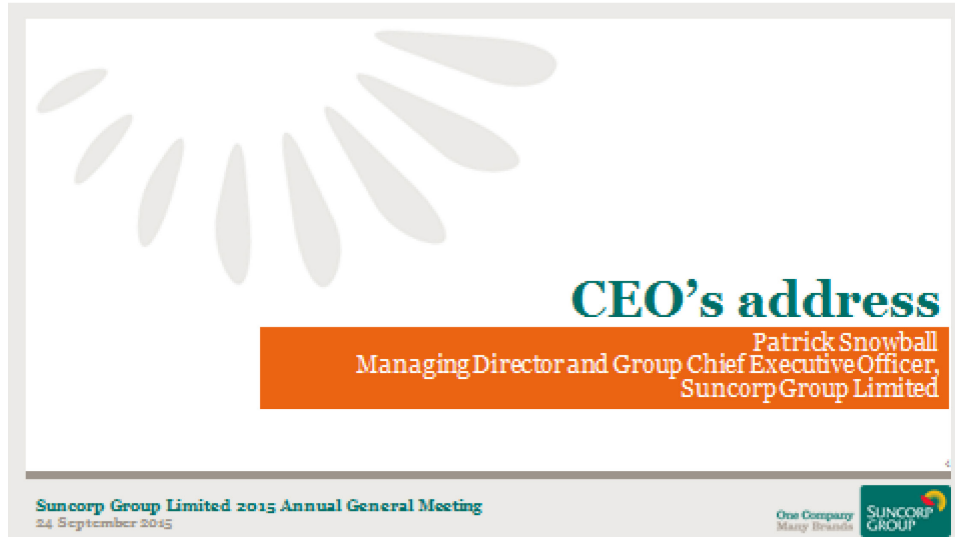 CEO’s address
Patrick Snowball
Managing Director and Group Chief Executive Officer,
Suncorp Group Limited
Suncorp Group Limited 2015 Annual General Meeting
24 September 2015
One Company
Many Brands
SUNCORP
GROUP